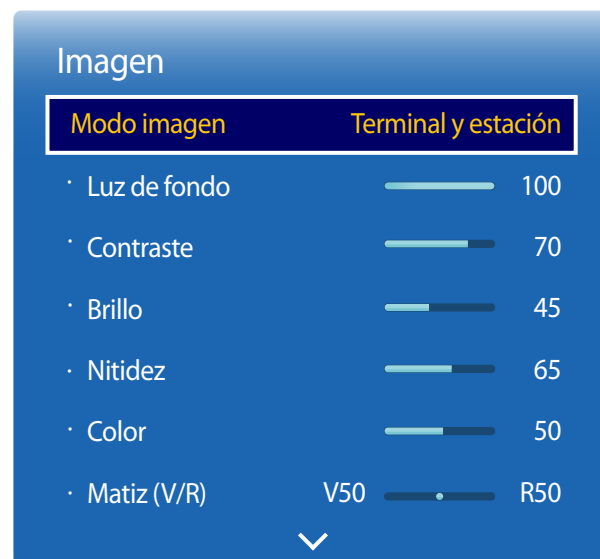 Imagen
Modo imagen Terminal y estación
· Luz de fondo 100
· Contraste 70
· Brillo 45
· Nitidez 65
· Color 50
· Matiz (V/R) V50 R50